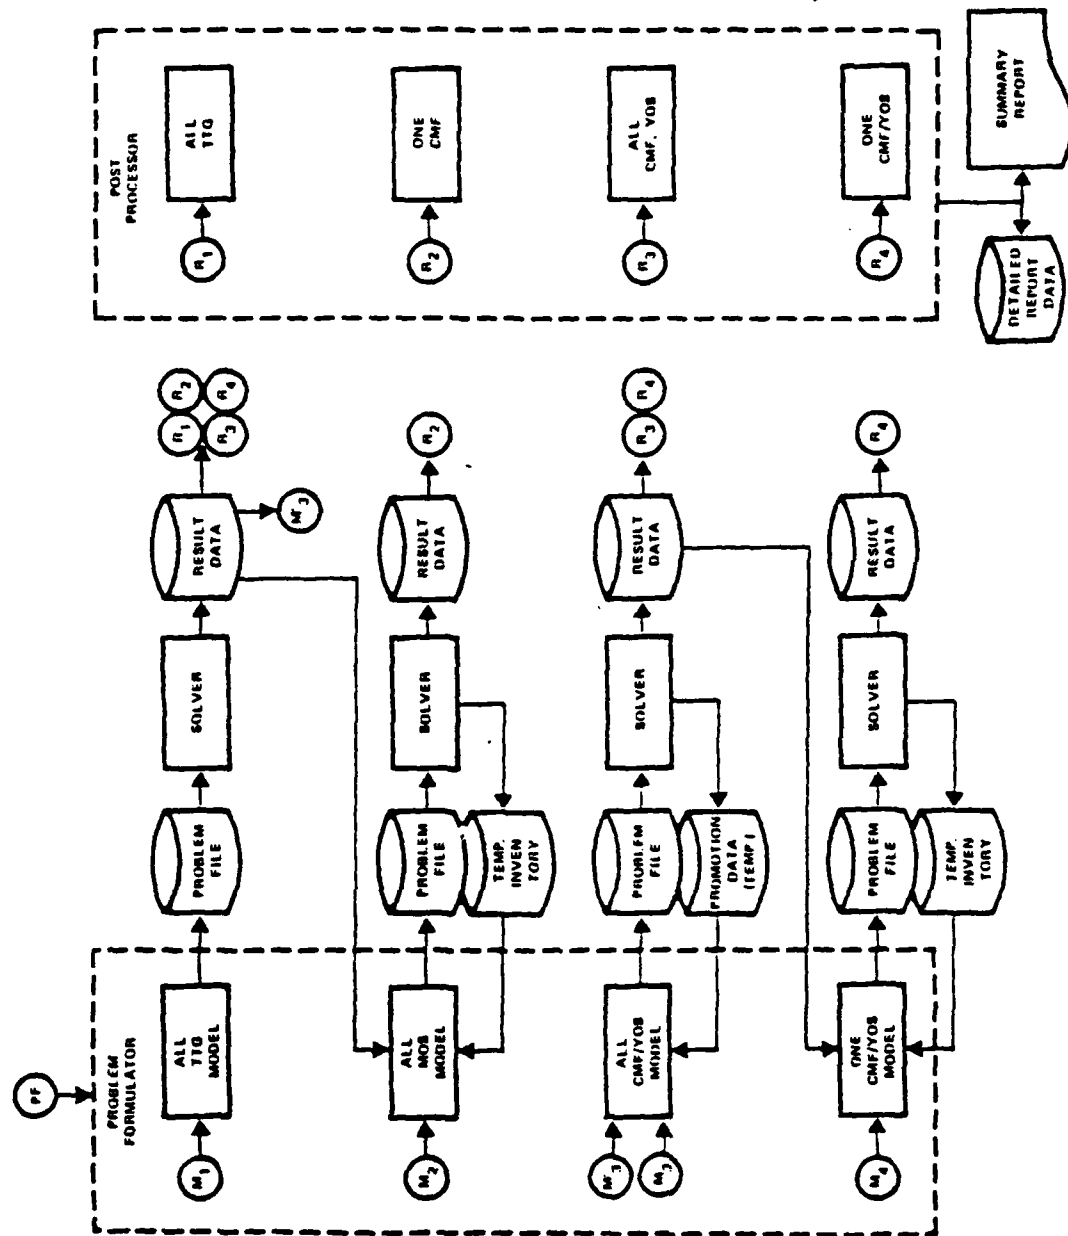 PF
PROBLEM
FORMULATOR
M1
ALL
TTG
MODEL
PROBLEM
FILE
SOLVER
RESULT
DATA
M'3
R1
R2
R3
R4
M2
ALL
MOS
MODEL
PROBLEM
FILE
TEMP.
INVEN
TORY
SOLVER
RESULT
DATA
R2
M'3
M3
ALL
CMF/YOS
MODEL
PROBLEM
FILE
PROMOTION
DATA
(TEMP)
SOLVER
RESULT
DATA
R3
R4
M4
ONE
CMF/YOS
MODEL
PROBLEM
FILE
TEMP.
INVEN
TORY
SOLVER
RESULT
DATA
R4
POST
PROCESSOR
R1
ALL
TTG
R2
ONE
CMF
R3
ALL
CMF, YOS
R4
ONE
CMF/YOS
DETAILED
REPORT
DATA
SUMMARY
REPORT